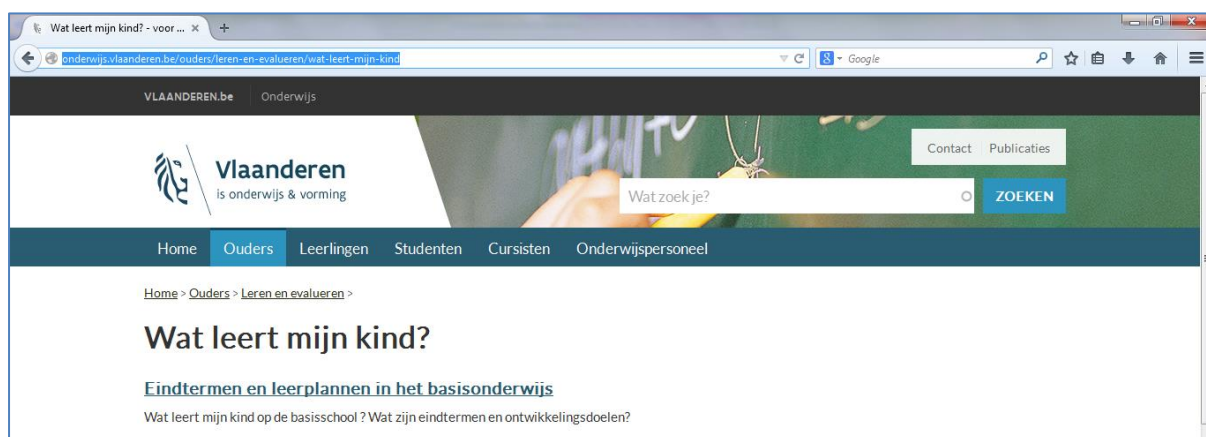 Wat leert mijn kind? - voor ... × +
onderwijs.vlaanderen.be/ouders/leren-en-evalueren/wat-leert-mijn-kind
Google
VLAANDEREN.be Onderwijs
Contact Publicaties
Vlaanderen
is onderwijs & vorming
Wat zoek je? ZOEKEN
Home Ouders Leerlingen Studenten Cursisten Onderwijspersoneel
Home > Ouders > Leren en evalueren >
Wat leert mijn kind?
Eindtermen en leerplannen in het basisonderwijs
Wat leert mijn kind op de basisschool ? Wat zijn eindtermen en ontwikkelingsdoelen?